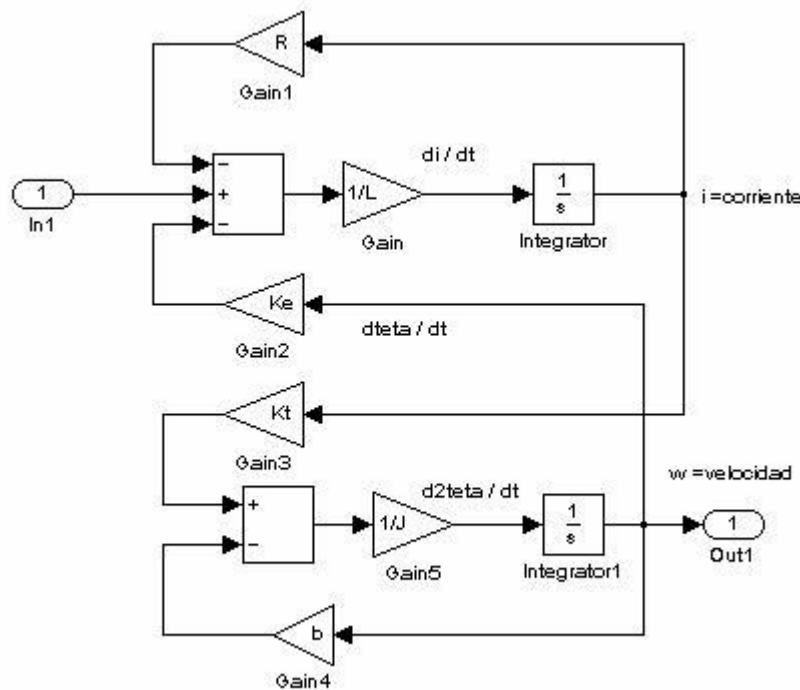 R
Gain1
di / dt
−
+
−
1
In1
1/L
Gain
1
s
Integrator
i =corriente
Ke
Gain2
dteta / dt
Kt
Gain3
w =velocidad
d2teta / dt
+
−
1/J
Gain5
1
s
Integrator1
1
Out1
b
Gain4